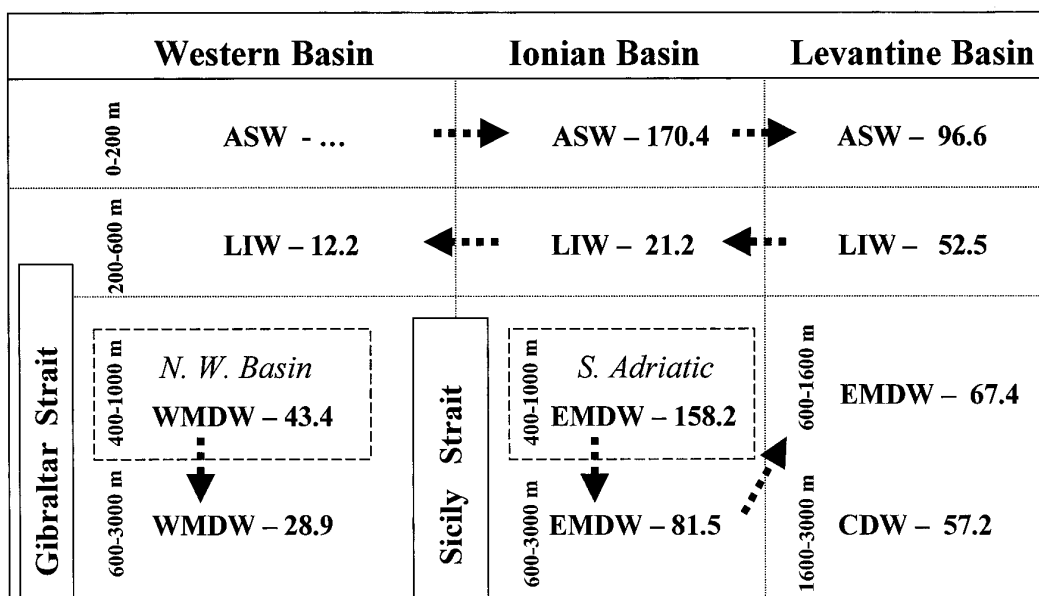 Western Basin Ionian Basin Levantine Basin
0-200 m ASW - ... ASW – 170.4 ASW – 96.6
200-600 m LIW – 12.2 LIW – 21.2 LIW – 52.5
Gibraltar Strait
Sicily Strait
400-1000 m
N. W. Basin
WMDW – 43.4
400-1000 m
S. Adriatic
EMDW – 158.2
600-1600 m
EMDW – 67.4
600-3000 m
WMDW – 28.9
600-3000 m
EMDW – 81.5
1600-3000 m
CDW – 57.2